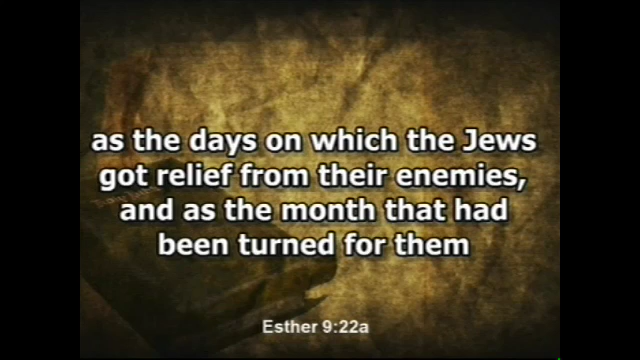 as the days on which the Jews
got relief from their enemies,
and as the month that had
been turned for them
Esther 9:22a